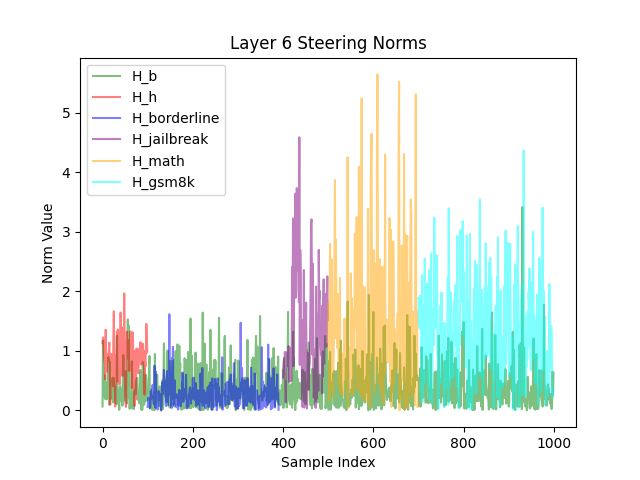 Layer 6 Steering Norms
H_b
H_h
H_borderline
H_jailbreak
H_math
H_gsm8k
Norm Value
5
4
3
2
1
0
0 200 400 600 800 1000
Sample Index